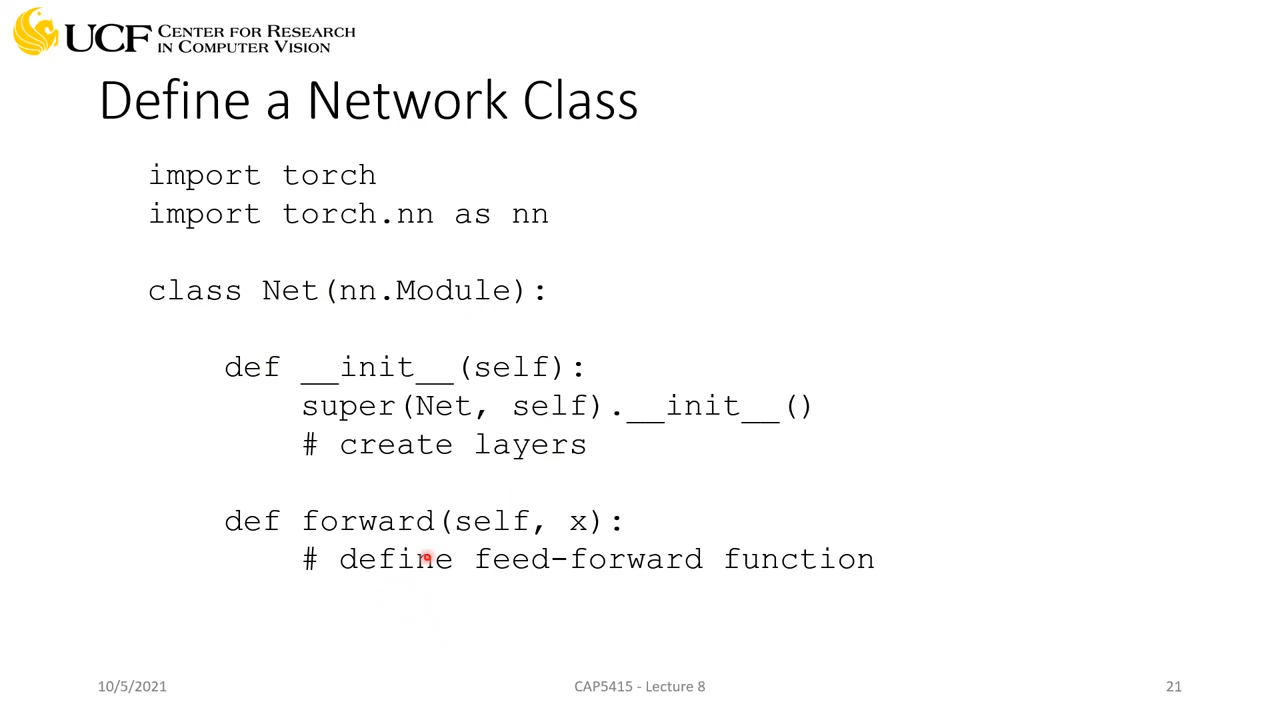 UCF CENTER FOR RESEARCH
IN COMPUTER VISION
Define a Network Class
import torch
import torch.nn as nn
class Net(nn.Module):
def __init__(self):
super(Net, self).__init__()
# create layers
def forward(self, x):
# define feed-forward function
10/5/2021
CAP5415 - Lecture 8
21